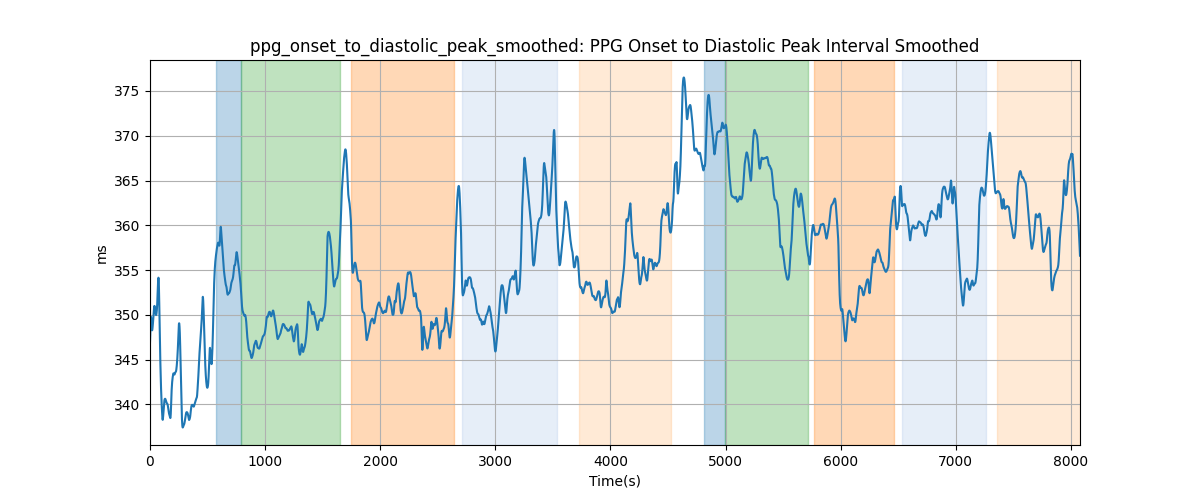 ppg_onset_to_diastolic_peak_smoothed: PPG Onset to Diastolic Peak Interval Smoothed
375
370
365
360
355
350
345
340
ms
0 1000 2000 3000 4000 5000 6000 7000 8000
Time(s)